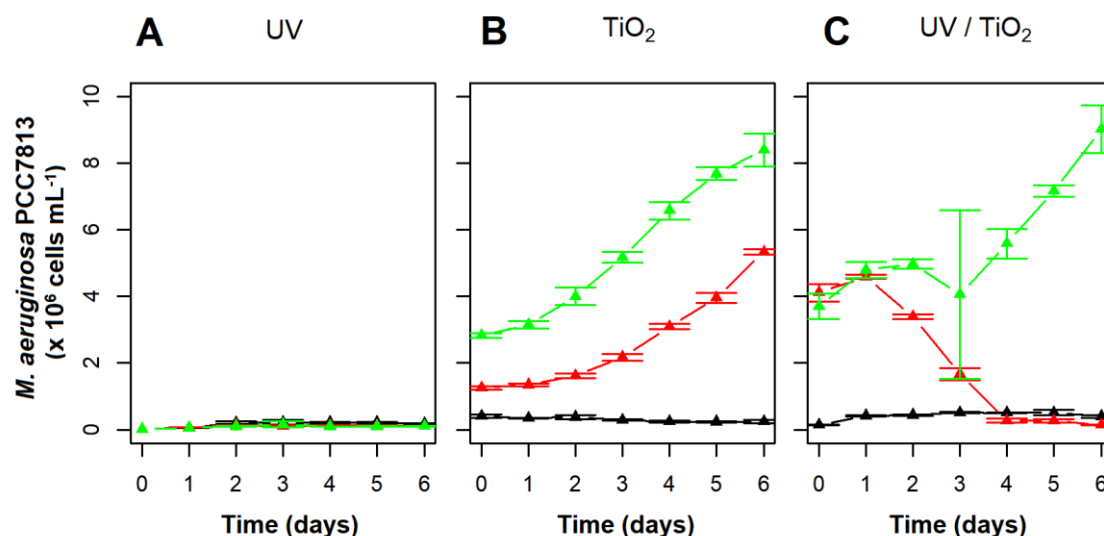 A UV B TiO₂ C UV / TiO₂
M. aeruginosa PCC7813
(x 10⁶ cells mL⁻¹)
10
8
6
4
2
0
0 1 2 3 4 5 6 0 1 2 3 4 5 6 0 1 2 3 4 5 6
Time (days) Time (days) Time (days)